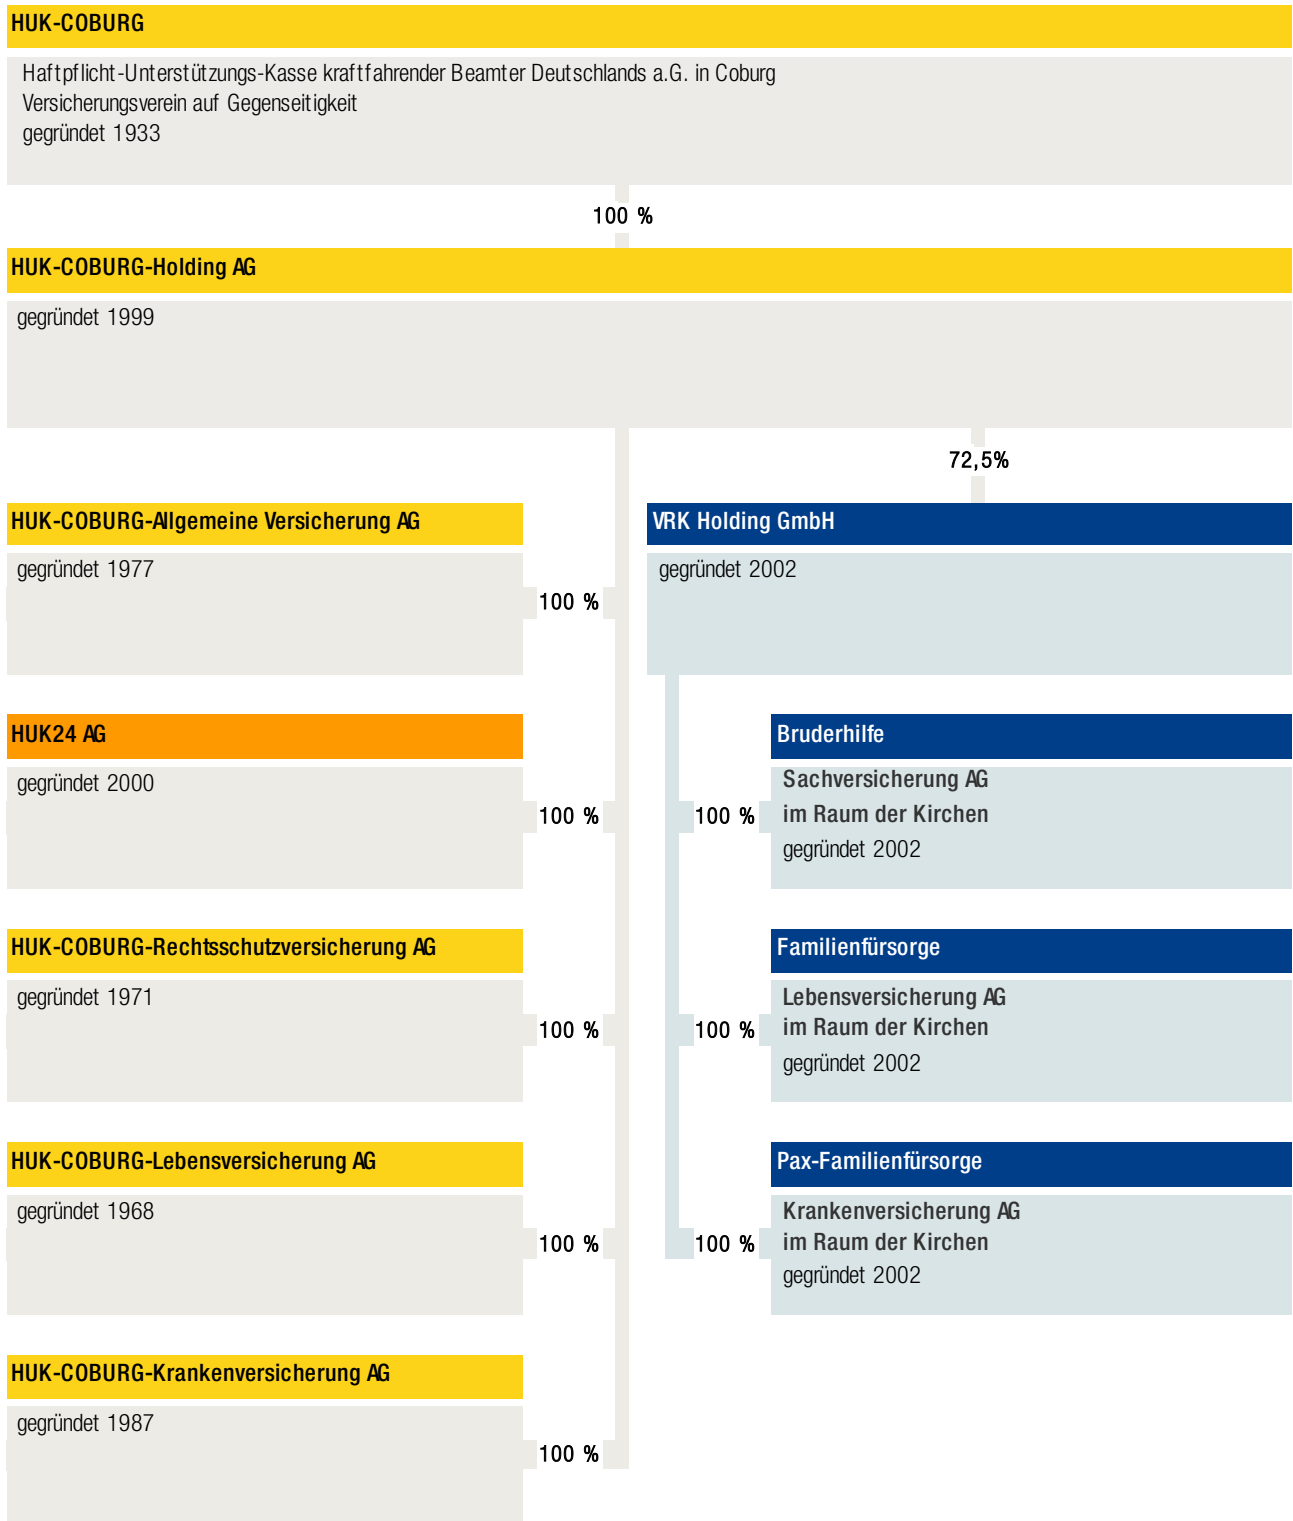 HUK-COBURG
Haftpflicht-Unterstützungs-Kasse kraftfahrender Beamter Deutschlands a.G. in Coburg
Versicherungsverein auf Gegenseitigkeit
gegründet 1933
100 %
HUK-COBURG-Holding AG
gegründet 1999
72,5%
HUK-COBURG-Allgemeine Versicherung AG
gegründet 1977
100 %
VRK Holding GmbH
gegründet 2002
HUK24 AG
gegründet 2000
100 %
Bruderhilfe
Sachversicherung AG
im Raum der Kirchen
gegründet 2002
100 %
HUK-COBURG-Rechtsschutzversicherung AG
gegründet 1971
100 %
Familienfürsorge
Lebensversicherung AG
im Raum der Kirchen
gegründet 2002
100 %
HUK-COBURG-Lebensversicherung AG
gegründet 1968
100 %
Pax-Familienfürsorge
Krankenversicherung AG
im Raum der Kirchen
gegründet 2002
100 %
HUK-COBURG-Krankenversicherung AG
gegründet 1987
100 %